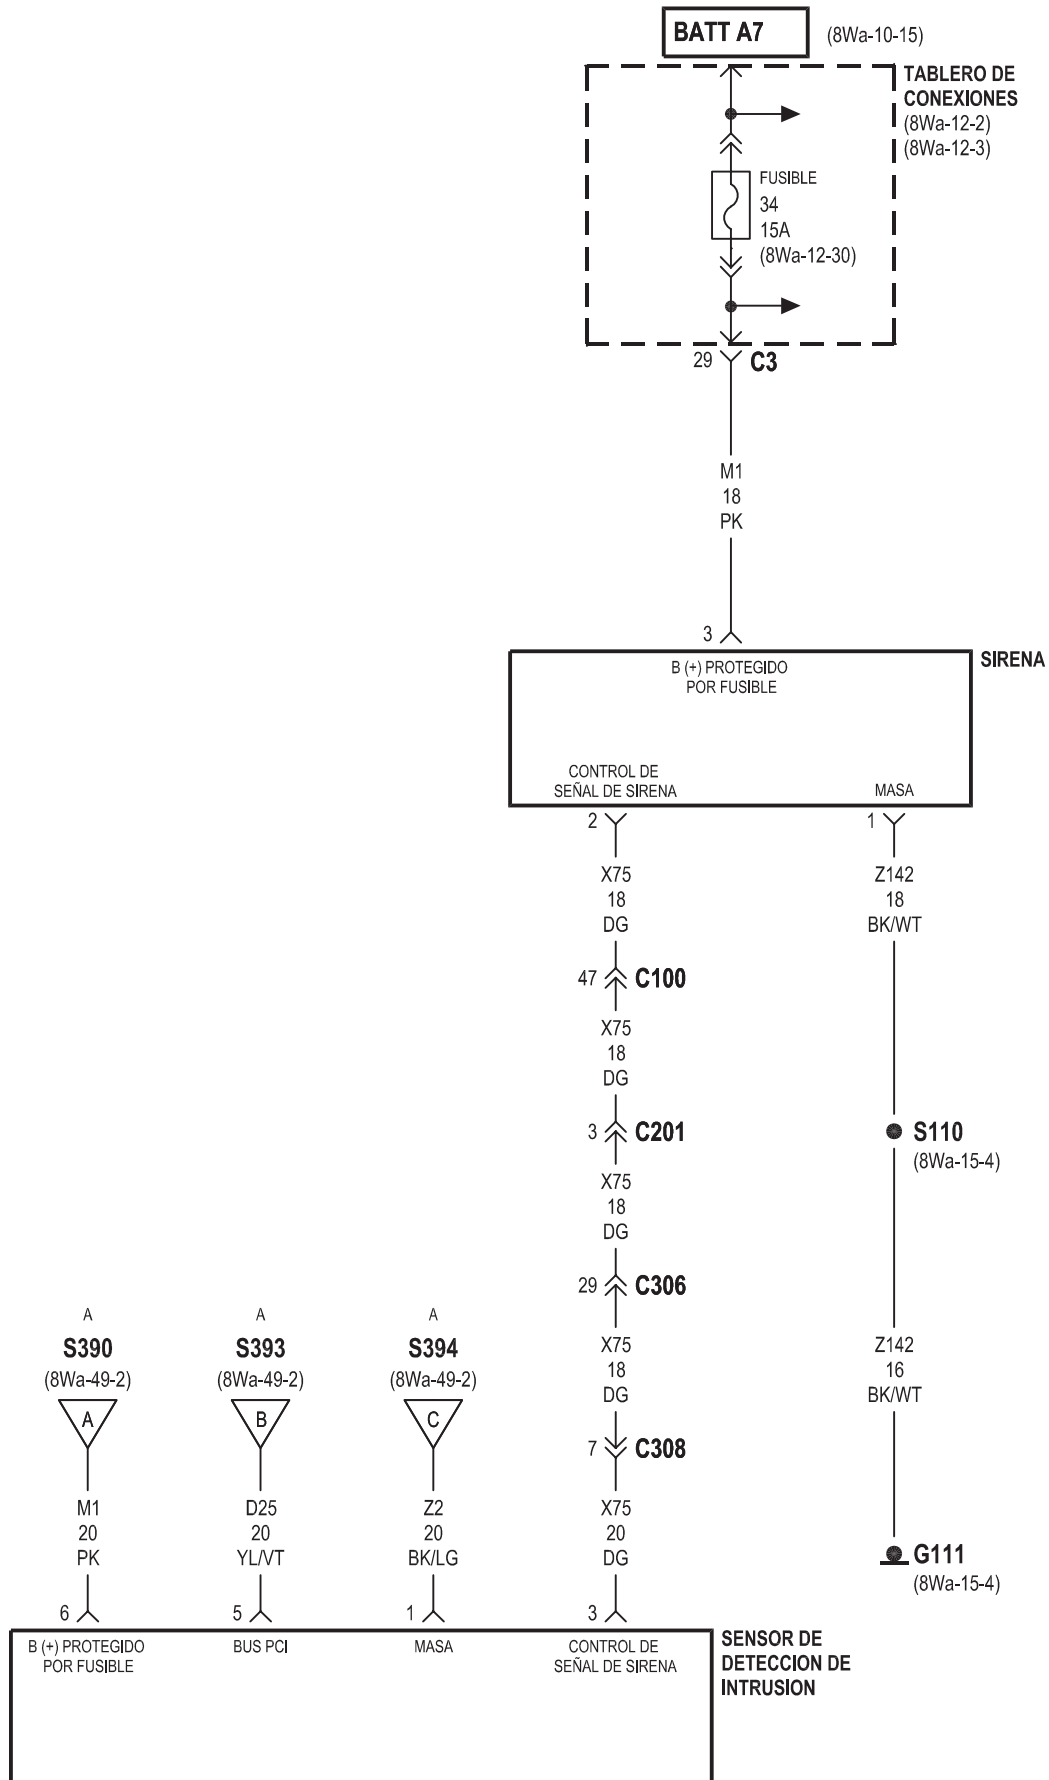 BATT A7
(8Wa-10-15)
TABLERO DE
CONEXIONES
(8Wa-12-2)
(8Wa-12-3)
FUSIBLE
34
15A
(8Wa-12-30)
29
C3
M1
18
PK
3
SIRENA
B (+) PROTEGIDO
POR FUSIBLE
CONTROL DE
SEÑAL DE SIRENA
MASA
2
1
X75
18
DG
Z142
18
BK/WT
47
C100
X75
18
DG
3
C201
S110
(8Wa-15-4)
X75
18
DG
29
C306
A
S390
(8Wa-49-2)
A
A
S393
(8Wa-49-2)
B
A
S394
(8Wa-49-2)
C
X75
18
DG
Z142
16
BK/WT
7
C308
M1
20
PK
D25
20
YL/VT
Z2
20
BK/LG
X75
20
DG
G111
(8Wa-15-4)
6
5
1
3
B (+) PROTEGIDO
POR FUSIBLE
BUS PCI
MASA
CONTROL DE
SEÑAL DE SIRENA
SENSOR DE
DETECCION DE
INTRUSION